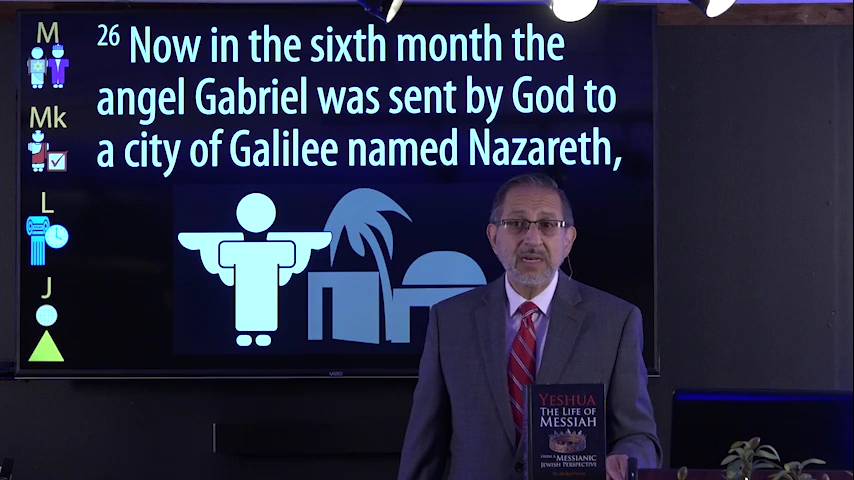 M
Mk
L
J
26 Now in the sixth month the
angel Gabriel was sent by God to
a city of Galilee named Nazareth,
YESHUA
THE LIFE OF
MESSIAH
FROM A MESSIANIC
JEWISH PERSPECTIVE